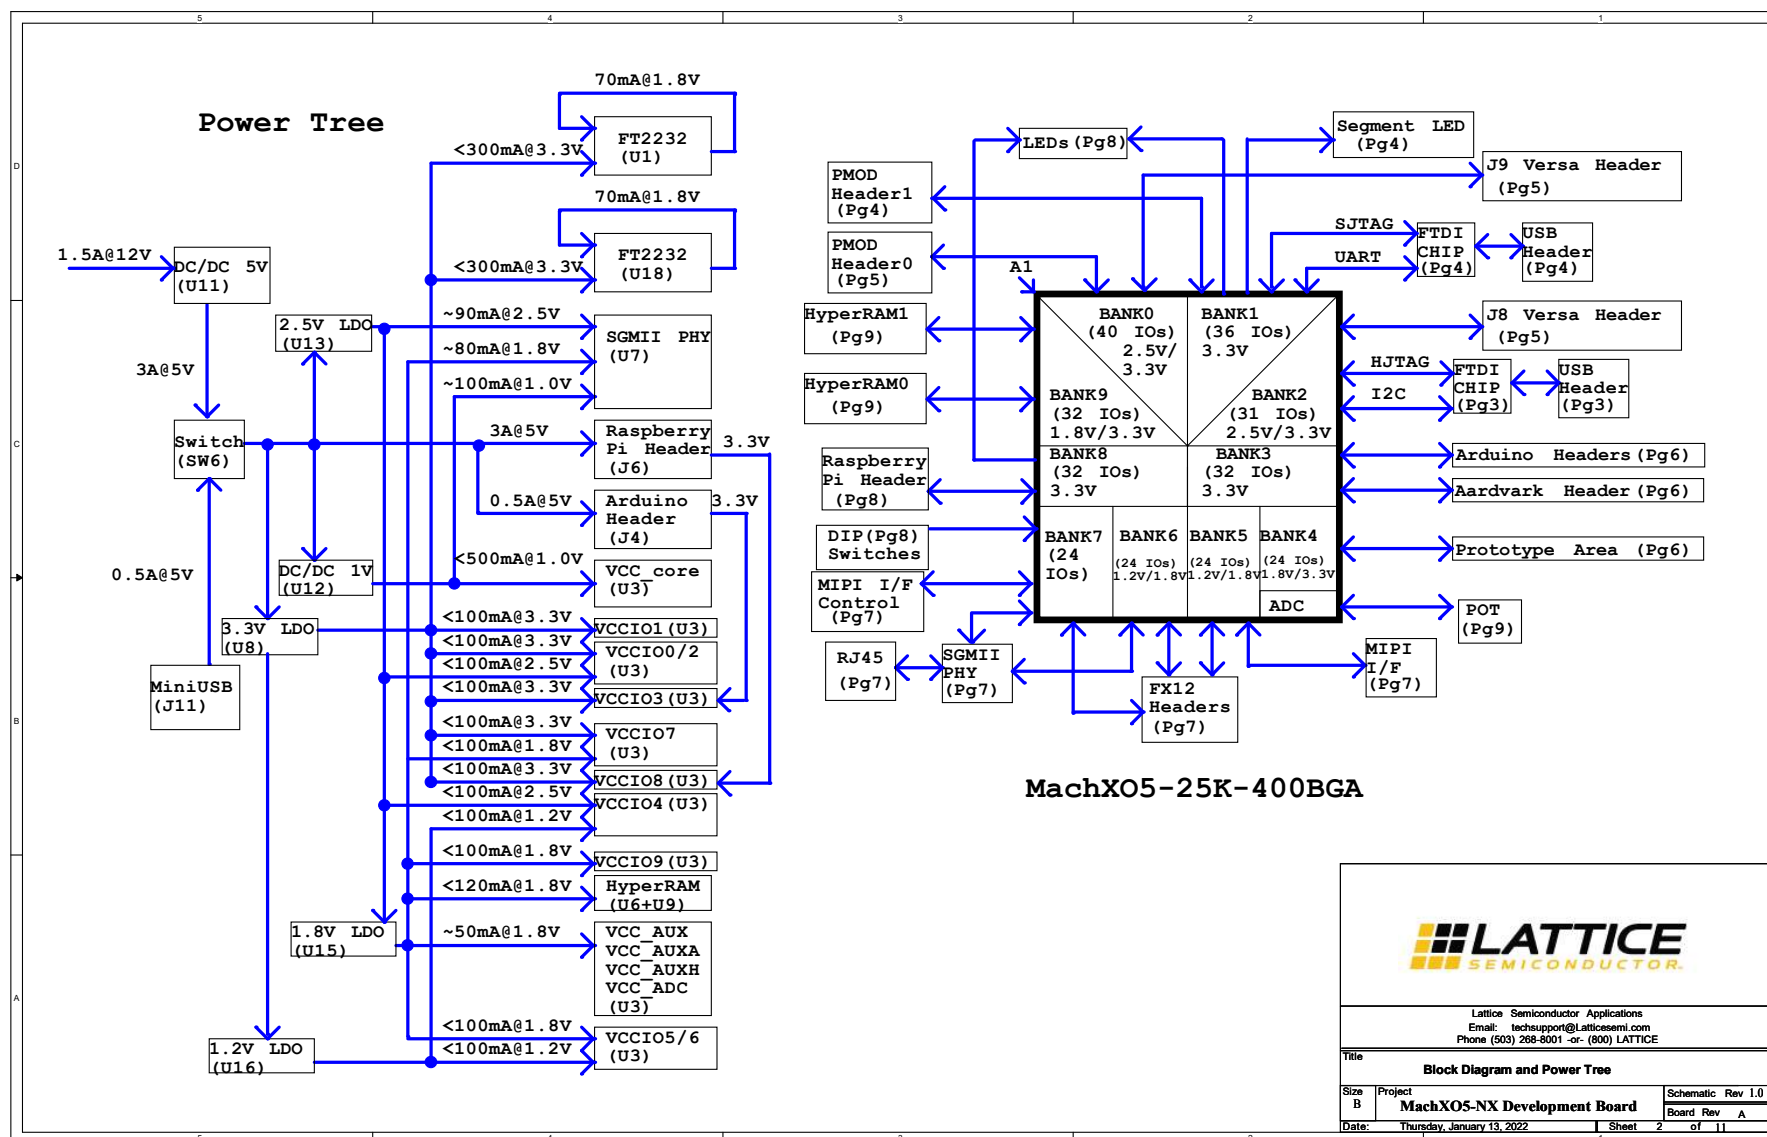 5
4
3
2
1
D
C
B
A
Power Tree
70mA@1.8V
<300mA@3.3V
FT2232
(U1)
70mA@1.8V
<300mA@3.3V
FT2232
(U18)
1.5A@12V
DC/DC 5V
(U11)
3A@5V
Switch
(SW6)
0.5A@5V
MiniUSB
(J11)
2.5V LDO
(U13)
DC/DC 1V
(U12)
3.3V LDO
(U8)
1.8V LDO
(U15)
1.2V LDO
(U16)
~90mA@2.5V
~80mA@1.8V
~100mA@1.0V
SGMII PHY
(U7)
3A@5V
Raspberry
Pi Header
(J6)
3.3V
0.5A@5V
Arduino
Header
(J4)
3.3V
<500mA@1.0V
VCC_core
(U3)
<100mA@3.3V
VCCIO1(U3)
<100mA@3.3V
<100mA@2.5V
VCCIO0/2
(U3)
<100mA@3.3V
VCCIO3(U3)
<100mA@3.3V
<100mA@1.8V
VCCIO7
(U3)
<100mA@3.3V
VCCIO8(U3)
<100mA@2.5V
<100mA@1.2V
VCCIO4(U3)
<100mA@1.8V
VCCIO9(U3)
<120mA@1.8V
HyperRAM
(U6+U9)
~50mA@1.8V
VCC_AUX
VCC_AUXA
VCC_AUXH
VCC_ADC
(U3)
<100mA@1.8V
<100mA@1.2V
VCCIO5/6
(U3)
LEDs(Pg8)
Segment LED
(Pg4)
PMOD
Header1
(Pg4)
J9 Versa Header
(Pg5)
PMOD
Header0
(Pg5)
SJTAG
UART
FTDI
CHIP
(Pg4)
USB
Header
(Pg4)
A1
HyperRAM1
(Pg9)
J8 Versa Header
(Pg5)
HyperRAM0
(Pg9)
HJTAG
I2C
FTDI
CHIP
(Pg3)
USB
Header
(Pg3)
Raspberry
Pi Header
(Pg8)
Arduino Headers(Pg6)
Aardvark Header(Pg6)
DIP(Pg8)
Switches
Prototype Area (Pg6)
MIPI I/F
Control
(Pg7)
POT
(Pg9)
RJ45
(Pg7)
SGMII
PHY
(Pg7)
FX12
Headers
(Pg7)
MIPI
I/F
(Pg7)
BANK0
(40 IOs)
2.5V/
3.3V
BANK1
(36 IOs)
3.3V
BANK9
(32 IOs)
1.8V/3.3V
BANK2
(31 IOs)
2.5V/3.3V
BANK8
(32 IOs)
3.3V
BANK3
(32 IOs)
3.3V
BANK7
(24
IOs)
BANK6
(24 IOs)
1.2V/1.8V
BANK5
(24 IOs)
1.2V/1.8V
BANK4
(24 IOs)
1.8V/3.3V
ADC
MachXO5-25K-400BGA
LATTICE
SEMICONDUCTOR.
Lattice Semiconductor Applications
Email: techsupport@Latticesemi.com
Phone (503) 268-8001 -or- (800) LATTICE
Title
Block Diagram and Power Tree
Size
B
Project
MachXO5-NX Development Board
Schematic Rev 1.0
Board Rev A
Date: Thursday, January 13, 2022
Sheet 2 of 11